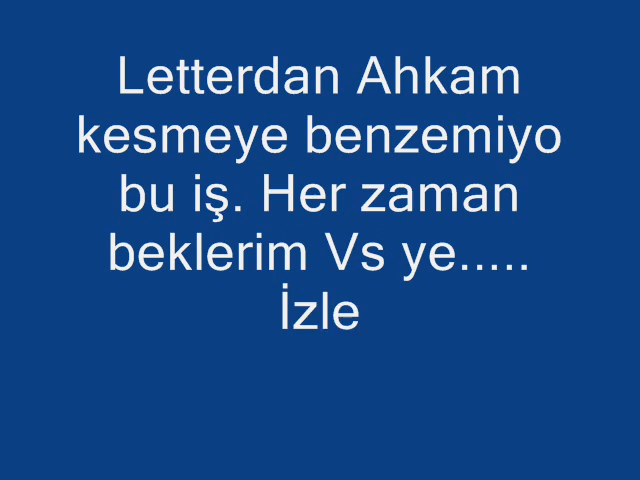 Letterdan Ahkam
kesmeye benzemiyo
bu iş. Her zaman
beklerim Vs ye.....
İzle